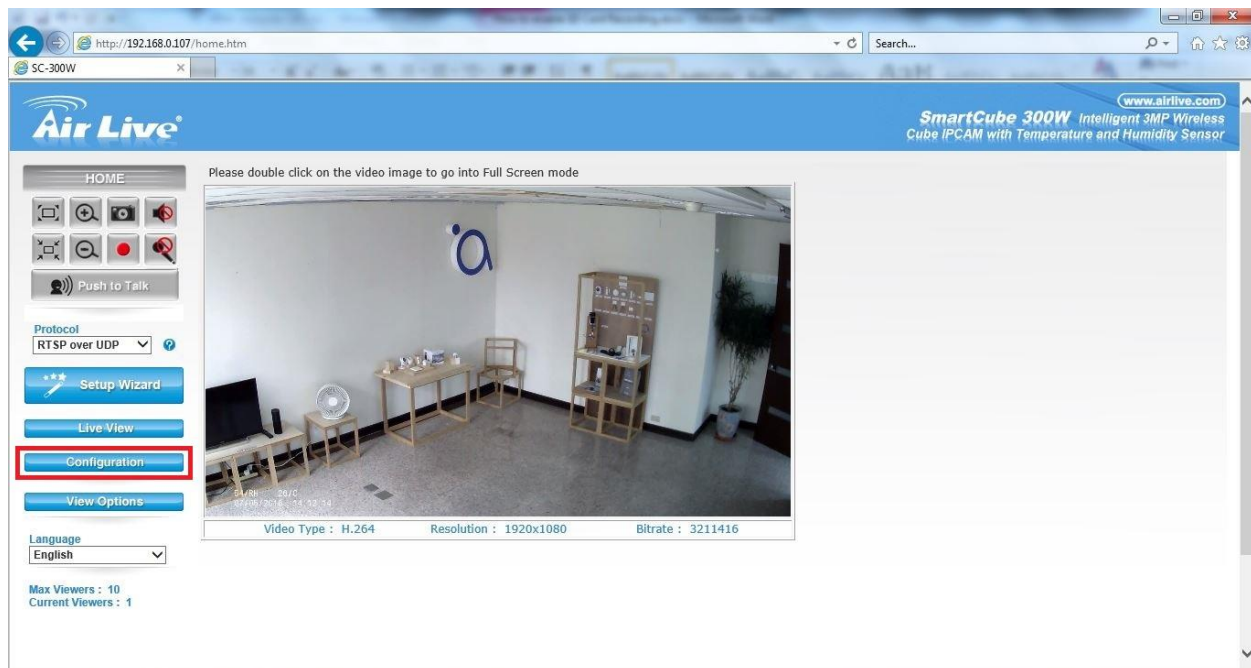 http://192.168.0.107/home.htm
Search...
SC-300W
Air Live®
www.airlive.com
SmartCube 300W Intelligent 3MP Wireless
Cube IPCAM with Temperature and Humidity Sensor
HOME
Please double click on the video image to go into Full Screen mode
Push to Talk
Protocol
RTSP over UDP
Setup Wizard
Live View
Configuration
View Options
Video Type : H.264 Resolution : 1920x1080 Bitrate : 3211416
Language
English
Max Viewers : 10
Current Viewers : 1